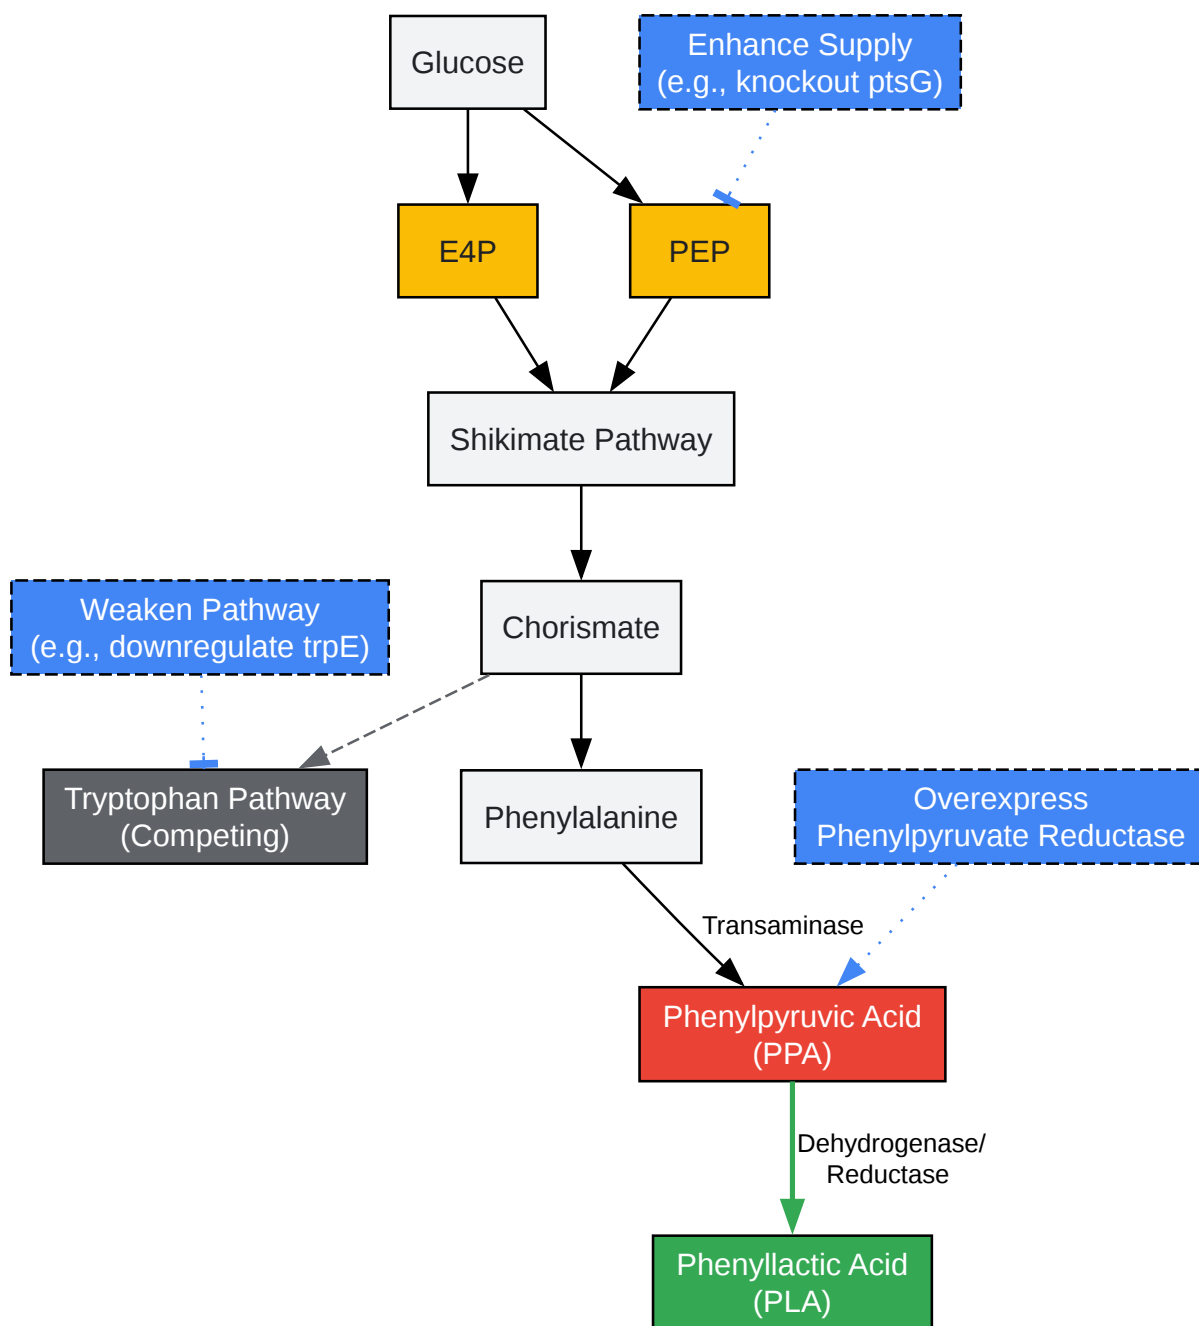 Glucose
Enhance Supply
(e.g., knockout ptsG)
E4P
PEP
Shikimate Pathway
Weaken Pathway
(e.g., downregulate trpE)
Chorismate
Tryptophan Pathway
(Competing)
Phenylalanine
Overexpress
Phenylpyruvate Reductase
Transaminase
Phenylpyruvic Acid
(PPA)
Dehydrogenase/
Reductase
Phenyllactic Acid
(PLA)